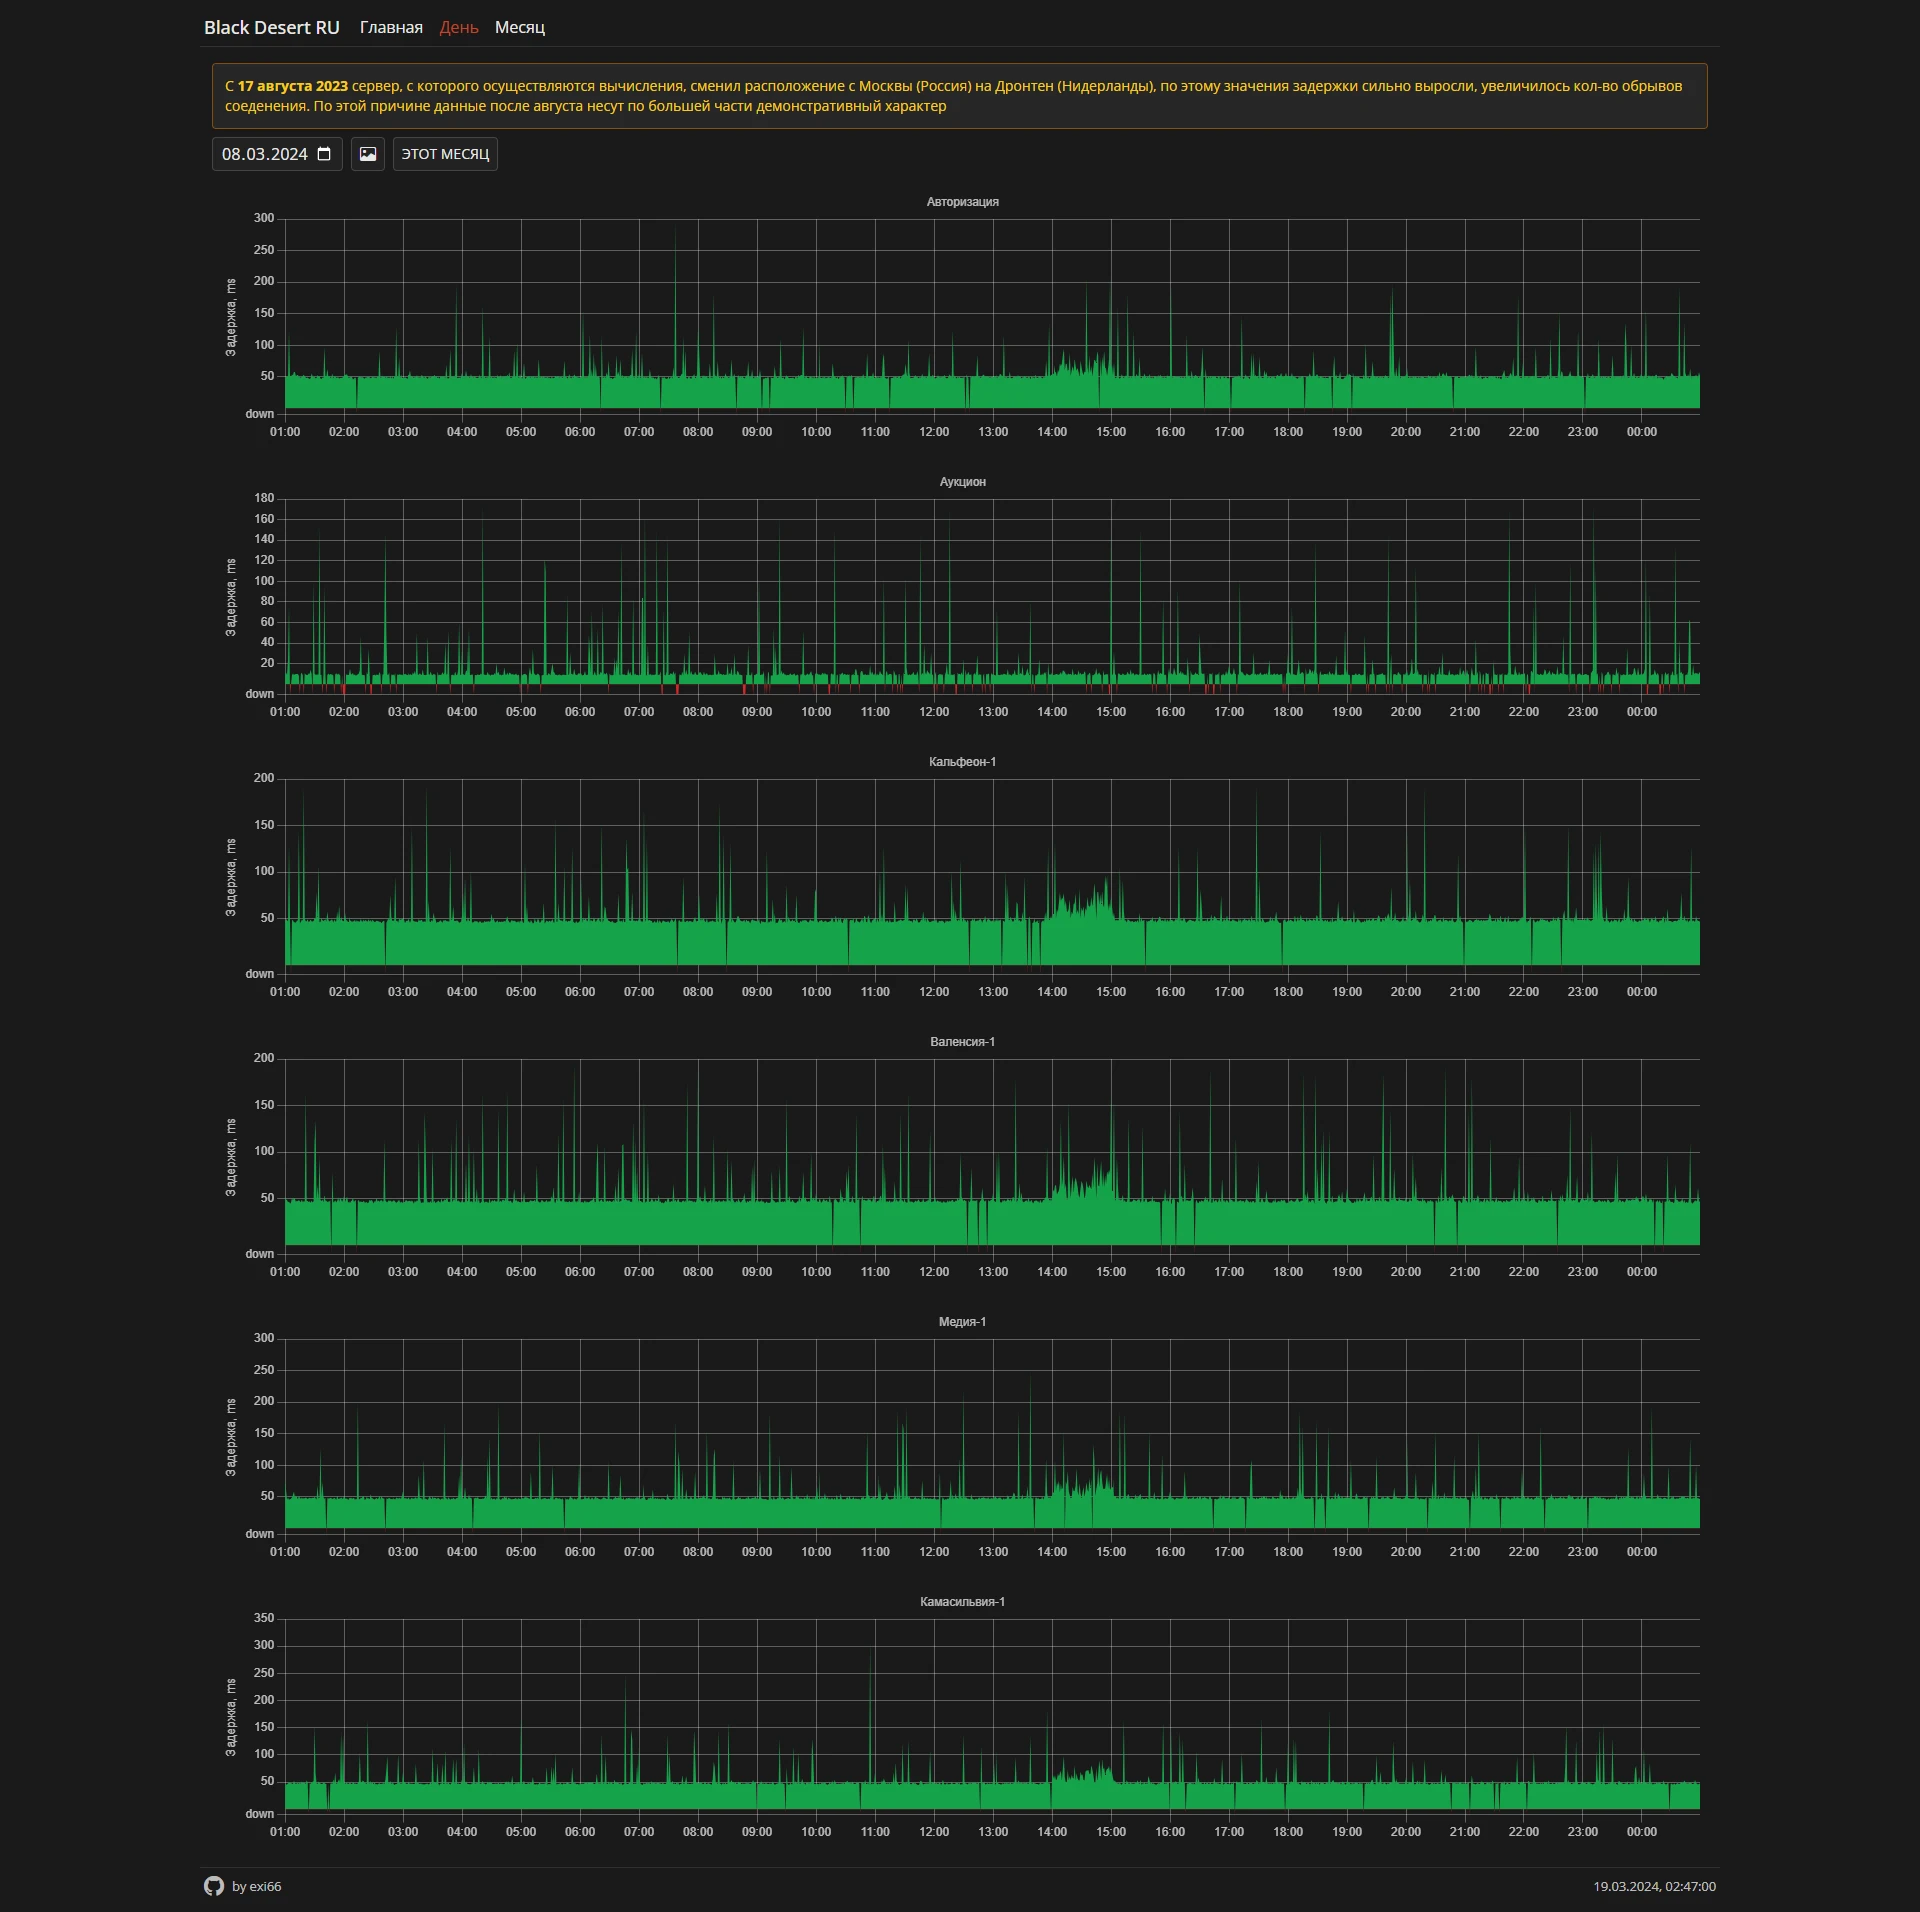 Black Desert RU Главная День Месяц
С 17 августа 2023 сервер, с которого осуществляются вычисления, сменил расположение с Москвы (Россия) на Дронтен (Нидерланды), по этому значения задержки сильно выросли, увеличилось кол-во обрывов
соеденения. По этой причине данные после августа несут по большей части демонстративный характер
08.03.2024 ЭТОТ МЕСЯЦ
Авторизация
Задержка, ms
300
250
200
150
100
50
down
01:00 02:00 03:00 04:00 05:00 06:00 07:00 08:00 09:00 10:00 11:00 12:00 13:00 14:00 15:00 16:00 17:00 18:00 19:00 20:00 21:00 22:00 23:00 00:00
Аукцион
Задержка, ms
180
160
140
120
100
80
60
40
20
down
01:00 02:00 03:00 04:00 05:00 06:00 07:00 08:00 09:00 10:00 11:00 12:00 13:00 14:00 15:00 16:00 17:00 18:00 19:00 20:00 21:00 22:00 23:00 00:00
Кальфеон-1
Задержка, ms
200
150
100
50
down
01:00 02:00 03:00 04:00 05:00 06:00 07:00 08:00 09:00 10:00 11:00 12:00 13:00 14:00 15:00 16:00 17:00 18:00 19:00 20:00 21:00 22:00 23:00 00:00
Валенсия-1
Задержка, ms
200
150
100
50
down
01:00 02:00 03:00 04:00 05:00 06:00 07:00 08:00 09:00 10:00 11:00 12:00 13:00 14:00 15:00 16:00 17:00 18:00 19:00 20:00 21:00 22:00 23:00 00:00
Медия-1
Задержка, ms
300
250
200
150
100
50
down
01:00 02:00 03:00 04:00 05:00 06:00 07:00 08:00 09:00 10:00 11:00 12:00 13:00 14:00 15:00 16:00 17:00 18:00 19:00 20:00 21:00 22:00 23:00 00:00
Камасильвия-1
Задержка, ms
350
300
250
200
150
100
50
down
01:00 02:00 03:00 04:00 05:00 06:00 07:00 08:00 09:00 10:00 11:00 12:00 13:00 14:00 15:00 16:00 17:00 18:00 19:00 20:00 21:00 22:00 23:00 00:00
by exi66
19.03.2024, 02:47:00